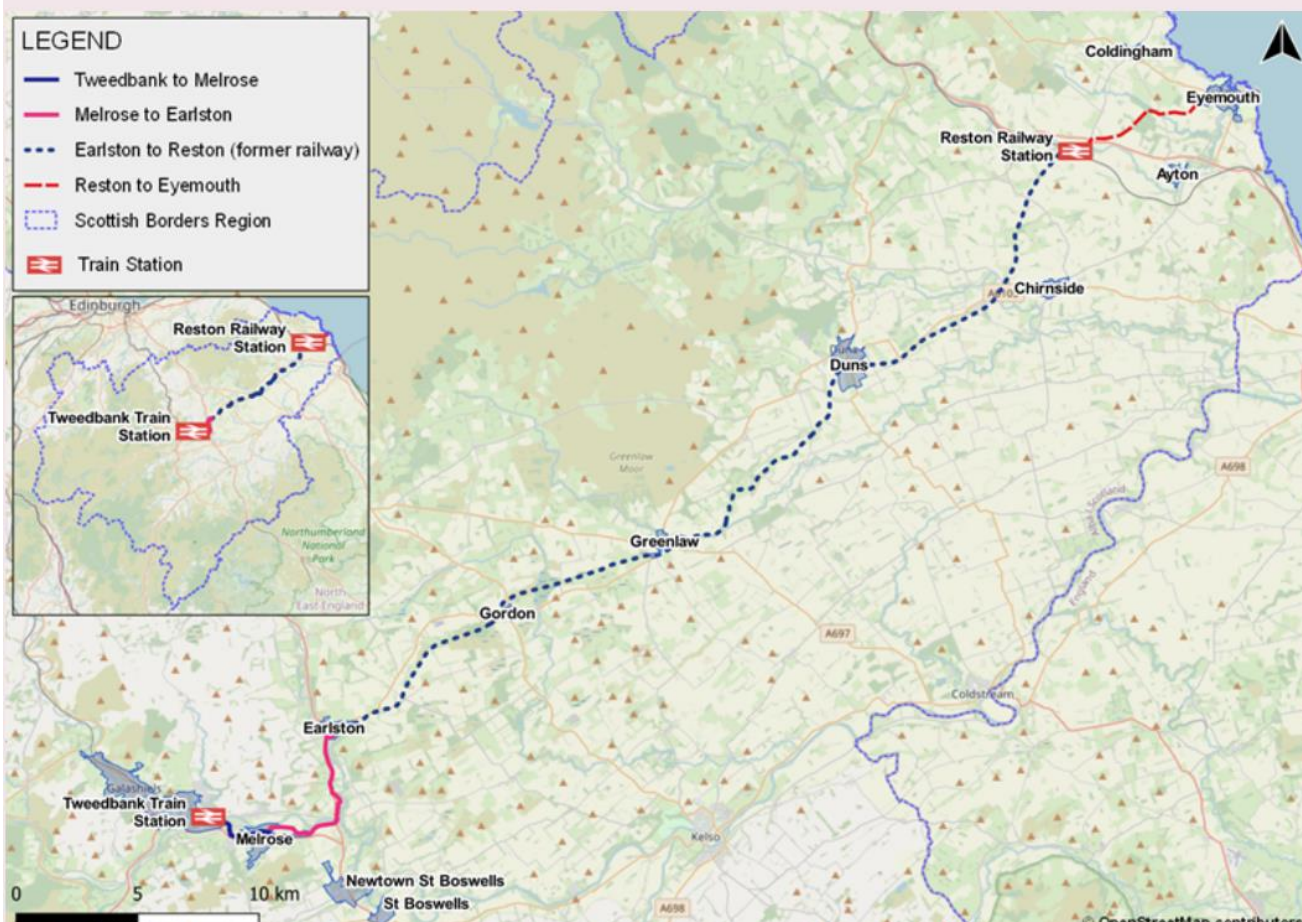 LEGEND
Tweedbank to Melrose
Melrose to Earlston
Earlston to Reston (former railway)
Reston to Eyemouth
Scottish Borders Region
Train Station
Edinburgh
Reston Railway
Station
Tweedbank Train
Station
Northumberland
National
Park
North
East England
Coldingham
Eyemouth
Reston Railway
Station
Ayton
Chirnside
Duns
Duns
Greenlaw
Moor
A698
Scotland
England
Greenlaw
Gordon
A697
Coldstream
Earlston
Galashiels
Tweedbank Train
Station
Melrose
Kelso
Newtown St Boswells
St Boswells
A698
0 5 10 km
© OpenStreetMap contributors